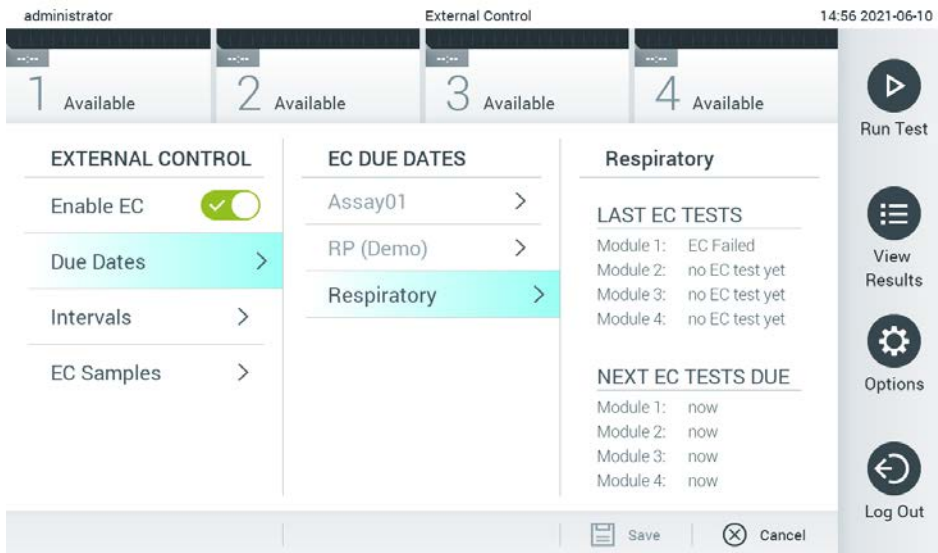 administrator
External Control
14:56 2021-06-10
--:--
1 Available
--:--
2 Available
--:--
3 Available
--:--
4 Available
Run Test
View
Results
Options
Log Out
EXTERNAL CONTROL
Enable EC
Due Dates
Intervals
EC Samples
EC DUE DATES
Assay01
RP (Demo)
Respiratory
Respiratory
LAST EC TESTS
Module 1: EC Failed
Module 2: no EC test yet
Module 3: no EC test yet
Module 4: no EC test yet
NEXT EC TESTS DUE
Module 1: now
Module 2: now
Module 3: now
Module 4: now
Save
Cancel